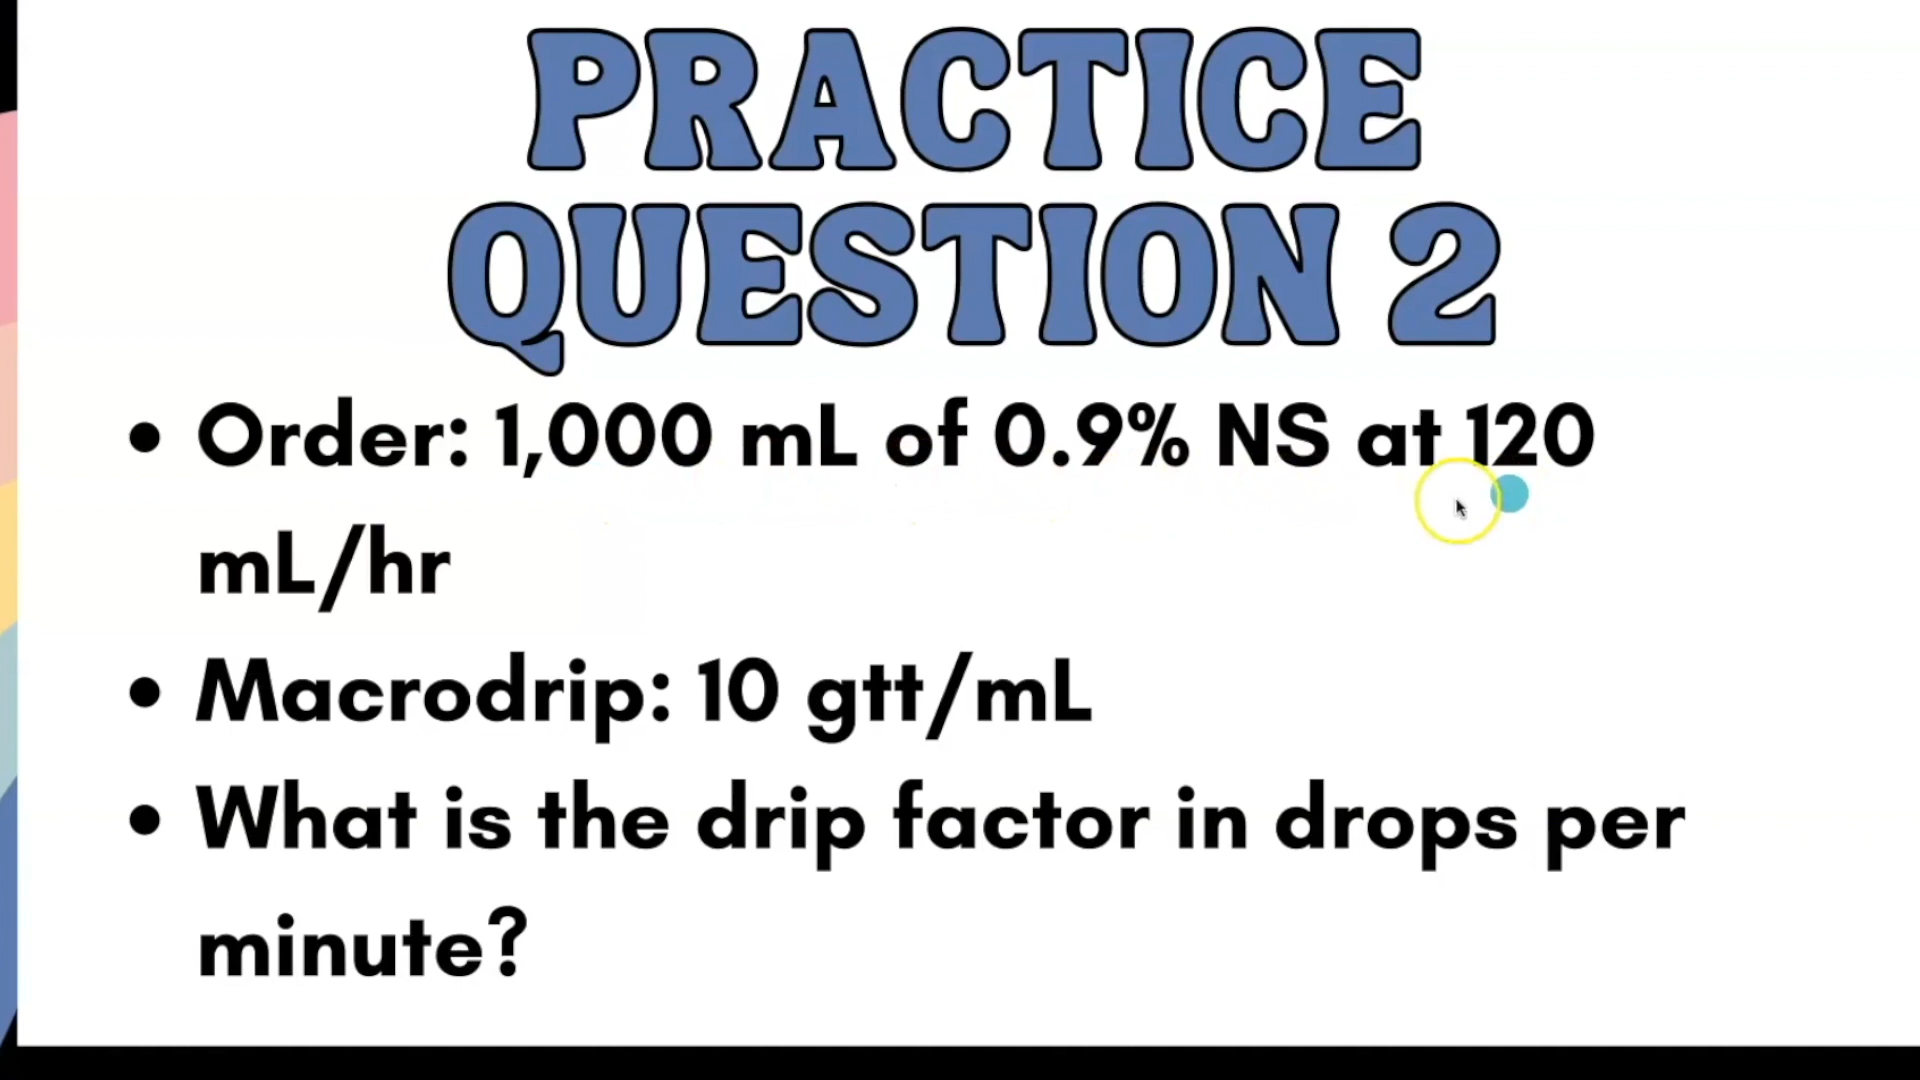 PRACTICE
QUESTION 2
• Order: 1,000 mL of 0.9% NS at 120
mL/hr
• Macrodrip: 10 gtt/mL
• What is the drip factor in drops per
minute?